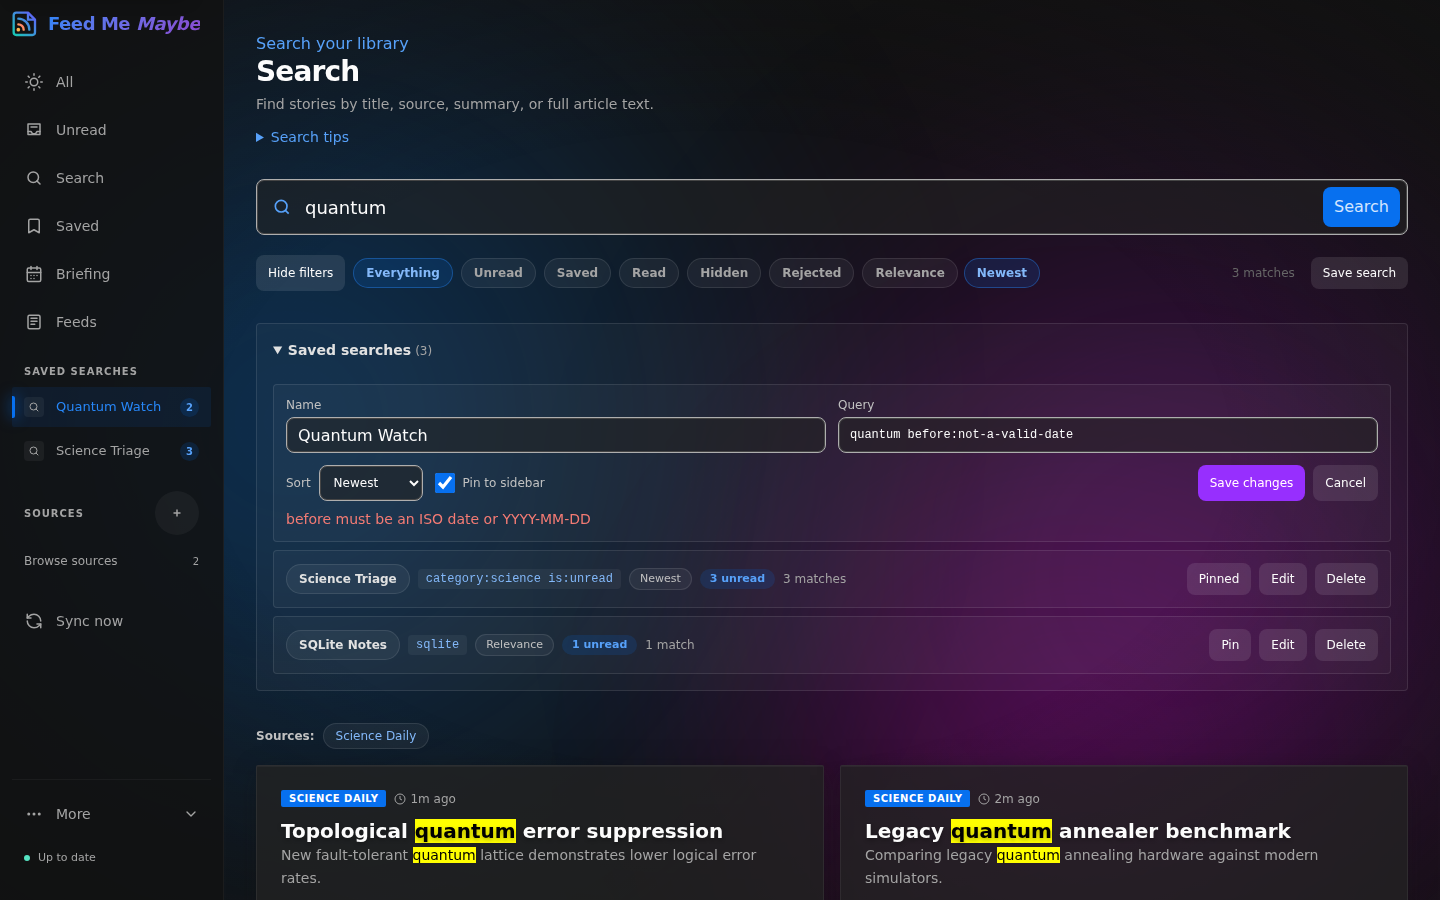 Feed Me Maybe
All
Unread
Search
Saved
Briefing
Feeds
SAVED SEARCHES
Quantum Watch 2
Science Triage 3
SOURCES +
Browse sources 2
Sync now
More
Up to date
Search your library
Search
Find stories by title, source, summary, or full article text.
Search tips
quantum Search
Hide filters Everything Unread Saved Read Hidden Rejected Relevance Newest 3 matches Save search
Saved searches (3)
Name Query
Quantum Watch quantum before:not-a-valid-date
Sort Newest Pin to sidebar Save changes Cancel
before must be an ISO date or YYYY-MM-DD
Science Triage category:science is:unread Newest 3 unread 3 matches Pinned Edit Delete
SQLite Notes sqlite Relevance 1 unread 1 match Pin Edit Delete
Sources: Science Daily
SCIENCE DAILY 1m ago
Topological quantum error suppression
New fault-tolerant quantum lattice demonstrates lower logical error
rates.
SCIENCE DAILY 2m ago
Legacy quantum annealer benchmark
Comparing legacy quantum annealing hardware against modern
simulators.